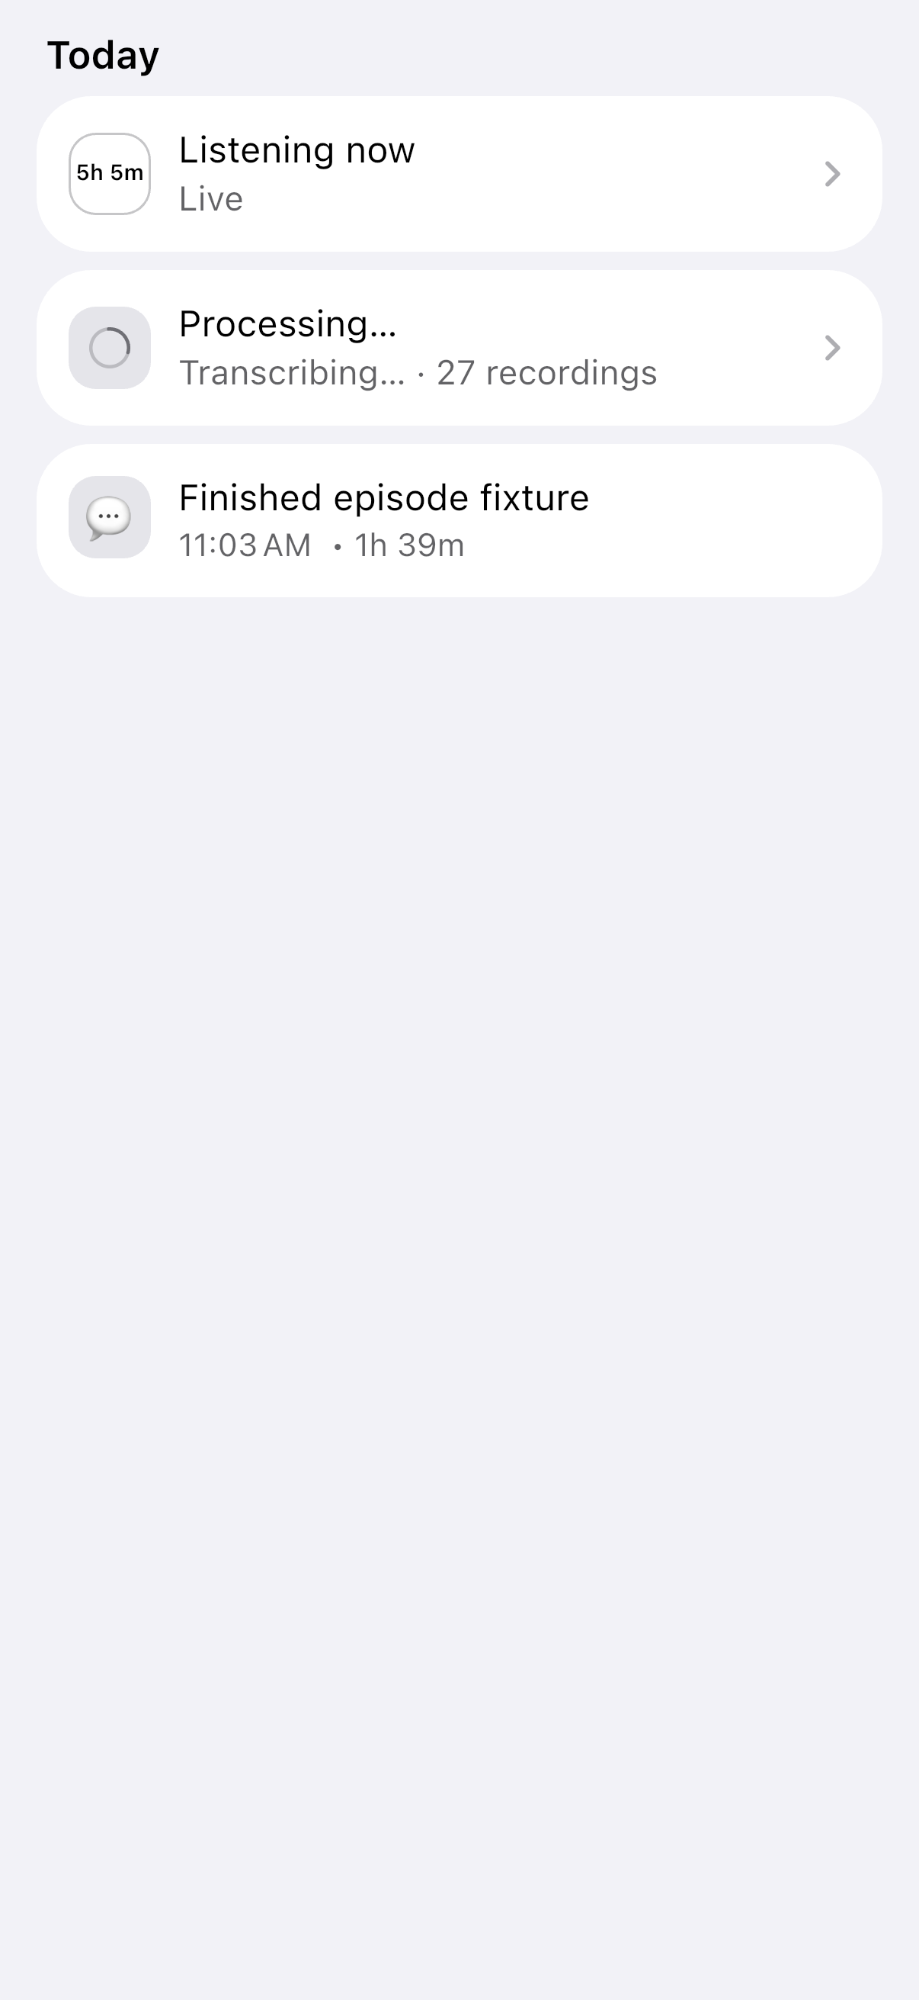 Today
5h 5m
Listening now
Live
Processing...
Transcribing... · 27 recordings
Finished episode fixture
11:03 AM • 1h 39m